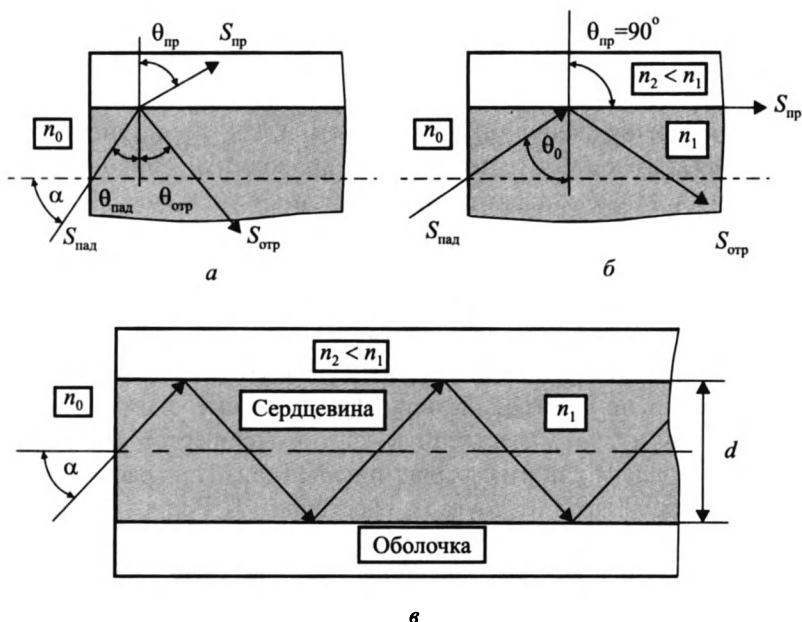 θпр
Sпр
n₀
α
θпад
θотр
Sпад
Sотр
а
θпр=90°
n₂ < n₁
Sпр
n₀
n₁
θ₀
Sпад
Sотр
б
n₂ < n₁
n₀
Сердцевина
n₁
α
d
Оболочка
в